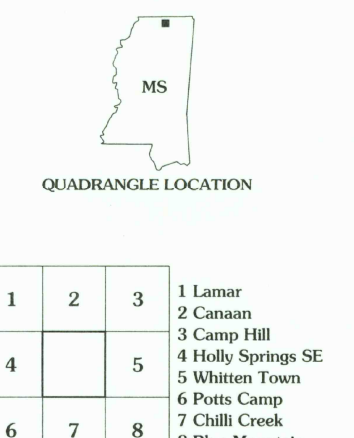 MS
QUADRANGLE LOCATION
1 2 3
4 5
6 7 8
1 Lamar
2 Canaan
3 Camp Hill
4 Holly Springs SE
5 Whitten Town
6 Potts Camp
7 Chilli Creek